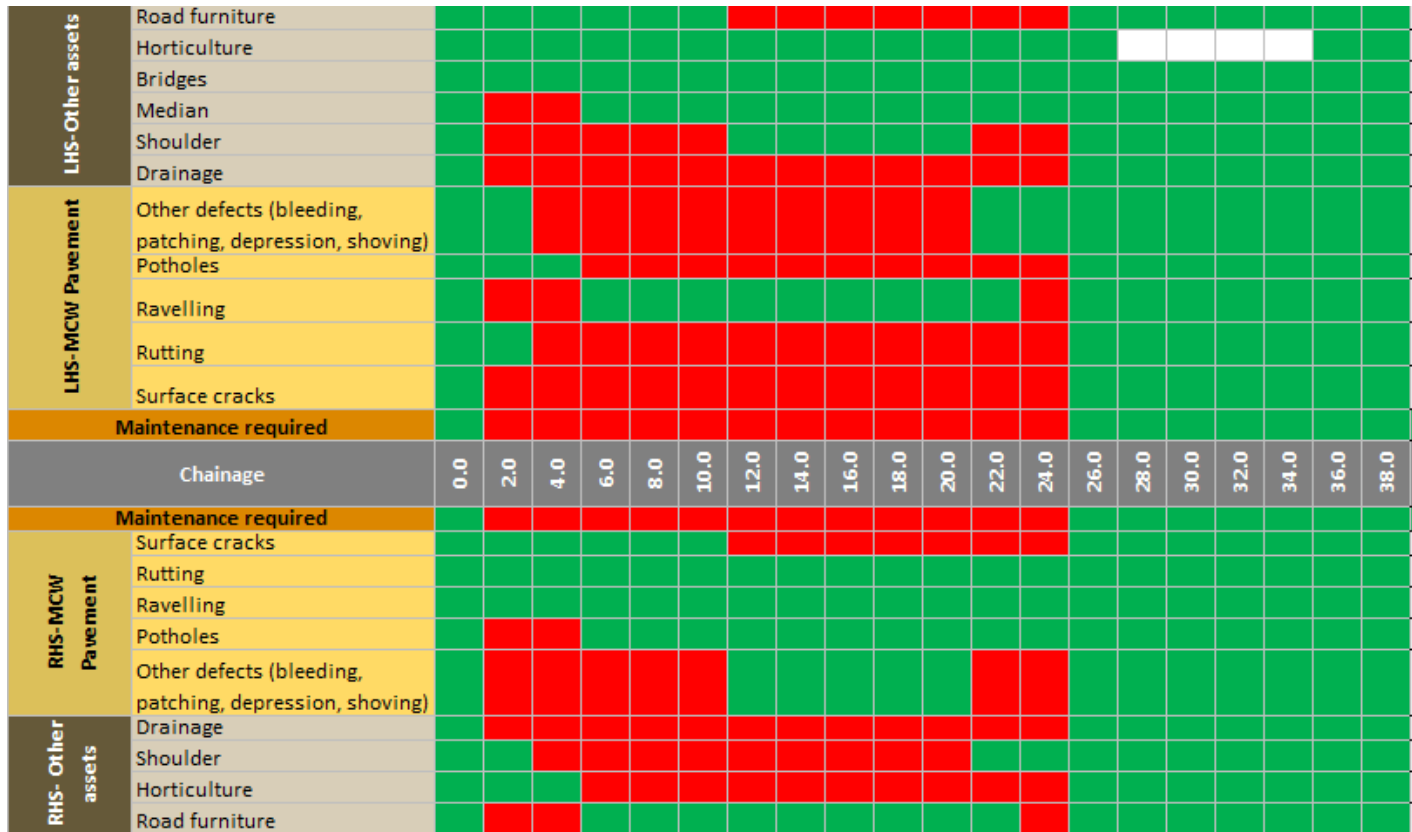 LHS-Other assets
Road furniture
Horticulture
Bridges
Median
Shoulder
Drainage
LHS-MCW Pavement
Other defects (bleeding,
patching, depression, shoving)
Potholes
Ravelling
Rutting
Surface cracks
Maintenance required
Chainage 0.0 2.0 4.0 6.0 8.0 10.0 12.0 14.0 16.0 18.0 20.0 22.0 24.0 26.0 28.0 30.0 32.0 34.0 36.0 38.0
Maintenance required
RHS-MCW
Pavement
Surface cracks
Rutting
Ravelling
Potholes
Other defects (bleeding,
patching, depression, shoving)
RHS- Other
assets
Drainage
Shoulder
Horticulture
Road furniture